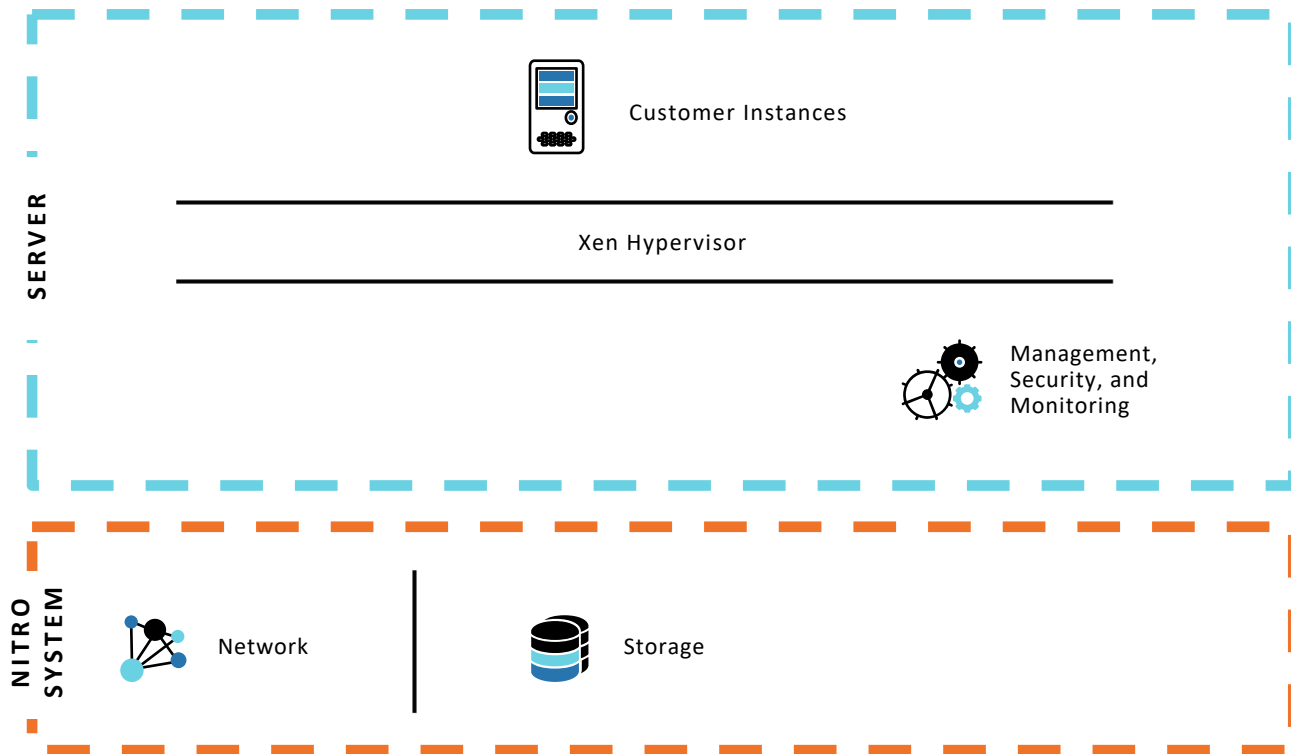 Customer Instances
SERVER
Xen Hypervisor
Management,
Security, and
Monitoring
NITRO
SYSTEM
Network
Storage